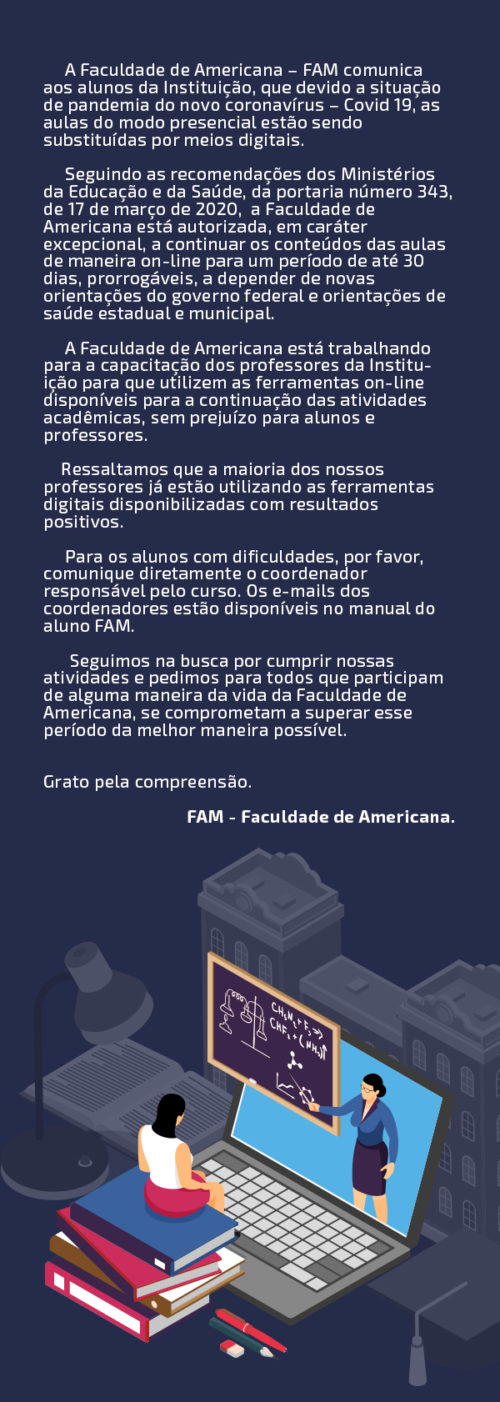 A Faculdade de Americana – FAM comunica
aos alunos da Instituição, que devido a situação
de pandemia do novo coronavírus – Covid 19, as
aulas do modo presencial estão sendo
substituídas por meios digitais.
Seguindo as recomendações dos Ministérios
da Educação e da Saúde, da portaria número 343,
de 17 de março de 2020, a Faculdade de
Americana está autorizada, em caráter
excepcional, a continuar os conteúdos das aulas
de maneira on-line para um período de até 30
dias, prorrogáveis, a depender de novas
orientações do governo federal e orientações de
saúde estadual e municipal.
A Faculdade de Americana está trabalhando
para a capacitação dos professores da Institu-
ição para que utilizem as ferramentas on-line
disponíveis para a continuação das atividades
acadêmicas, sem prejuízo para alunos e
professores.
Ressaltamos que a maioria dos nossos
professores já estão utilizando as ferramentas
digitais disponibilizadas com resultados
positivos.
Para os alunos com dificuldades, por favor,
comunique diretamente o coordenador
responsável pelo curso. Os e-mails dos
coordenadores estão disponíveis no manual do
aluno FAM.
Seguimos na busca por cumprir nossas
atividades e pedimos para todos que participam
de alguma maneira da vida da Faculdade de
Americana, se comprometam a superar esse
período da melhor maneira possível.
Grato pela compreensão.
FAM - Faculdade de Americana.